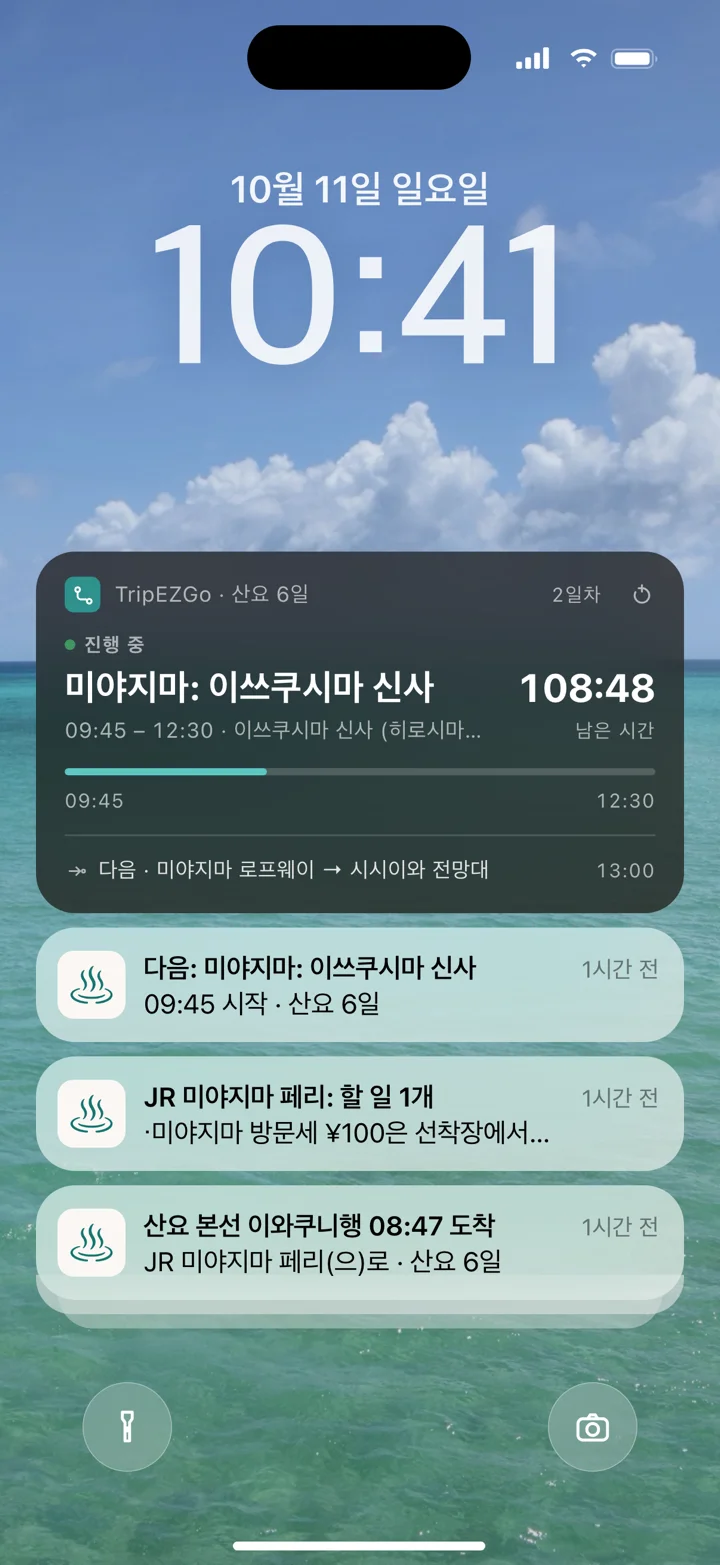 10월 11일 일요일
10:41
TripEZGo · 산요 6일
2일차
진행 중
미야지마: 이쓰쿠시마 신사
108:48
09:45 – 12:30 · 이쓰쿠시마 신사 (히로시마...
남은 시간
09:45
12:30
다음 · 미야지마 로프웨이 → 시시이와 전망대
13:00
다음: 미야지마: 이쓰쿠시마 신사
1시간 전
09:45 시작 · 산요 6일
JR 미야지마 페리: 할 일 1개
1시간 전
·미야지마 방문세 ¥100은 선착장에서...
산요 본선 이와쿠니행 08:47 도착
1시간 전
JR 미야지마 페리(으)로 · 산요 6일